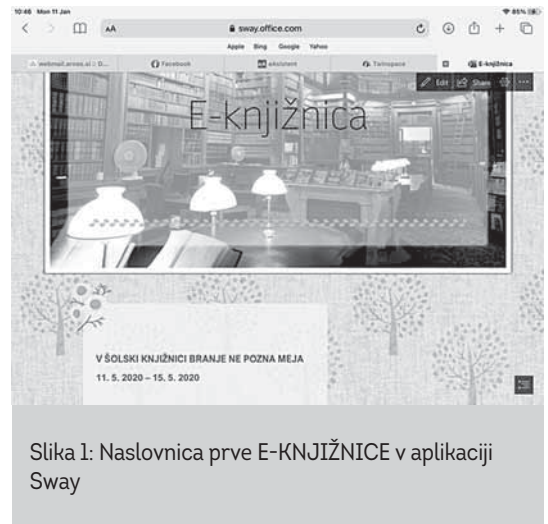 10:46 Mon 11 Jan
85%
AA
sway.office.com
Apple Bing Google Yahoo
Facebook eAsistent Twinspace E-knjižnica
Edit Share
E-knjižnica
V ŠOLSKI KNJIŽNICI BRANJE NE POZNA MEJA
11. 5. 2020 – 15. 5. 2020
Slika 1: Naslovnica prve E-KNJIŽNICE v aplikaciji
Sway